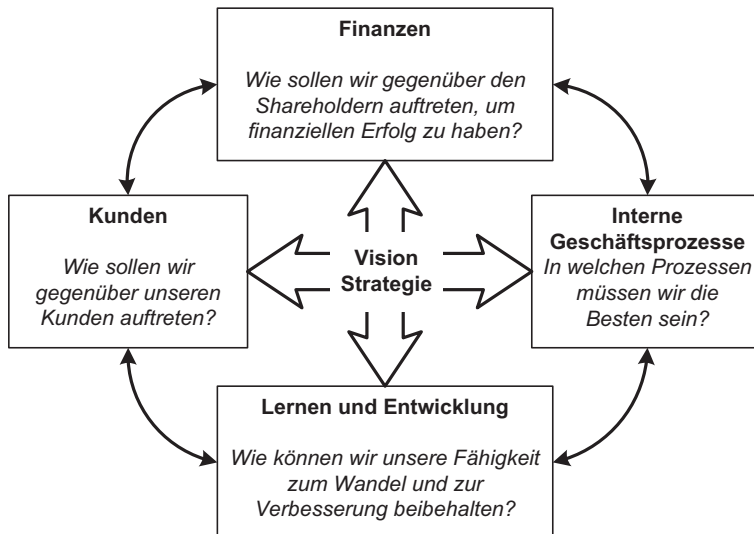 Finanzen
Wie sollen wir gegenüber den
Shareholdern auftreten, um
finanziellen Erfolg zu haben?
Kunden
Wie sollen wir
gegenüber unseren
Kunden auftreten?
Vision
Strategie
Interne
Geschäftsprozesse
In welchen Prozessen
müssen wir die
Besten sein?
Lernen und Entwicklung
Wie können wir unsere Fähigkeit
zum Wandel und zur
Verbesserung beibehalten?